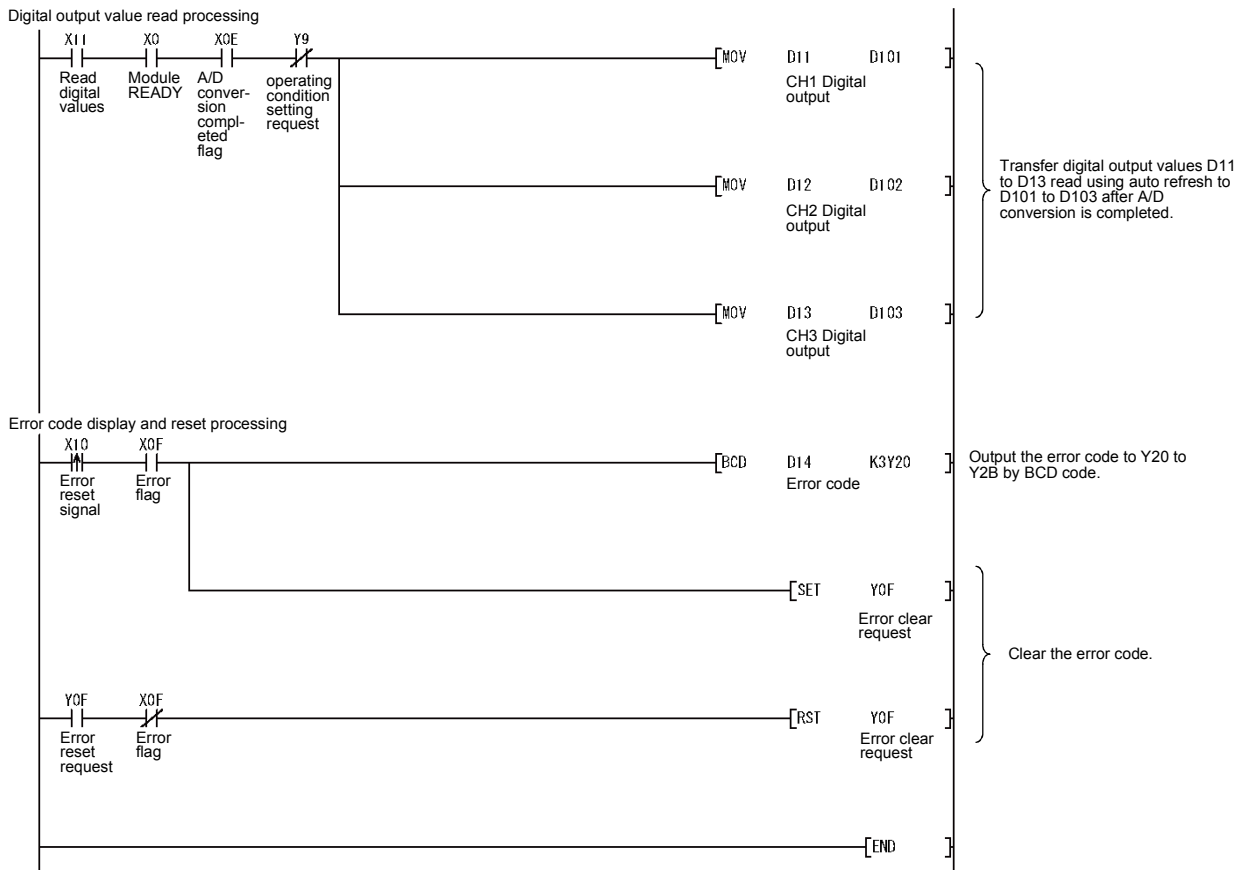 Digital output value read processing
X11 X0 X0E Y9
MOV D11 D101
Read
digital
values
Module
READY
A/D
conver-
sion
compl-
eted
flag
operating
condition
setting
request
CH1 Digital
output
MOV D12 D102
CH2 Digital
output
Transfer digital output values D11
to D13 read using auto refresh to
D101 to D103 after A/D
conversion is completed.
MOV D13 D103
CH3 Digital
output
Error code display and reset processing
X10 X0F
BCD D14 K3Y20
Error
reset
signal
Error
flag
Error code
Output the error code to Y20 to
Y2B by BCD code.
SET Y0F
Error clear
request
Clear the error code.
Y0F X0F
RST Y0F
Error
reset
request
Error
flag
Error clear
request
END